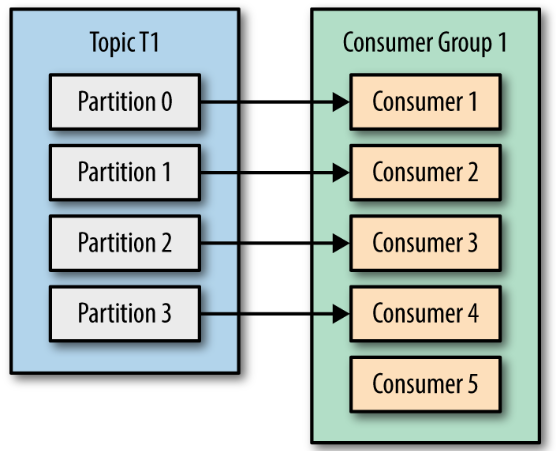 Topic T1
Partition 0
Partition 1
Partition 2
Partition 3
Consumer Group 1
Consumer 1
Consumer 2
Consumer 3
Consumer 4
Consumer 5